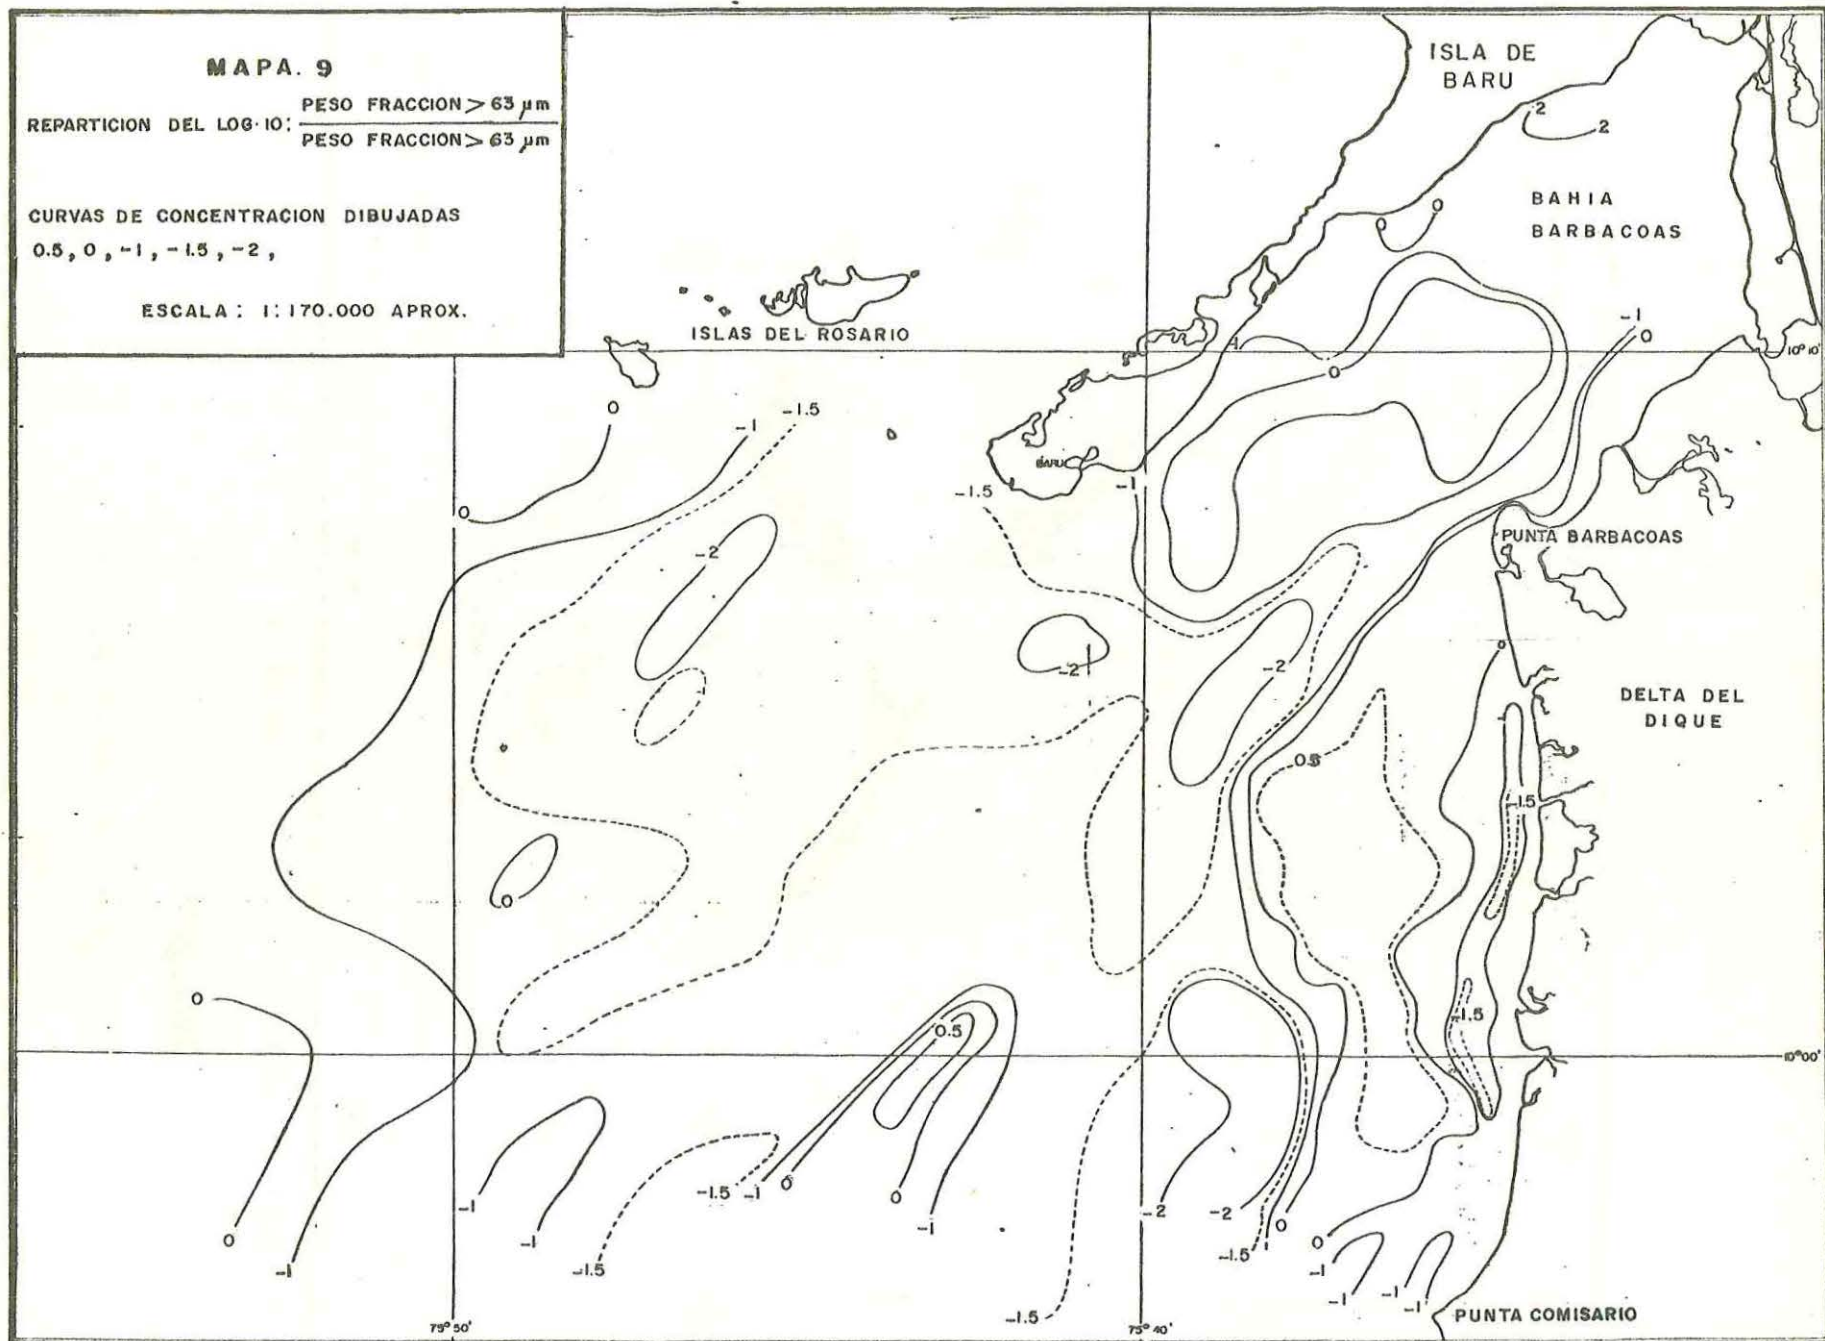 MAPA. 9
REPARTICION DEL LOG·10: PESO FRACCION > 63 µm
PESO FRACCION > 63 µm
CURVAS DE CONCENTRACION DIBUJADAS
0.5, 0, -1, -1.5, -2,
ESCALA: 1:170.000 APROX.
ISLA DE
BARU
2
2
BAHIA
BARBACOAS
0
0
ISLAS DEL ROSARIO
-1
0
10°10'
0
0
-1
-1.5
BARU
-1.5
-1
0
PUNTA BARBACOAS
-2
0
-2
-2
DELTA DEL
DIQUE
0.5
-1.5
0
0
-1.5
0.5
10°00'
-1.5
-1
0
0
-1
-2
-2
0
-1
0
-1
-1
-1.5
-1.5
0
-1
-1
-1
-1
-1.5
PUNTA COMISARIO
75°50'
75°40'